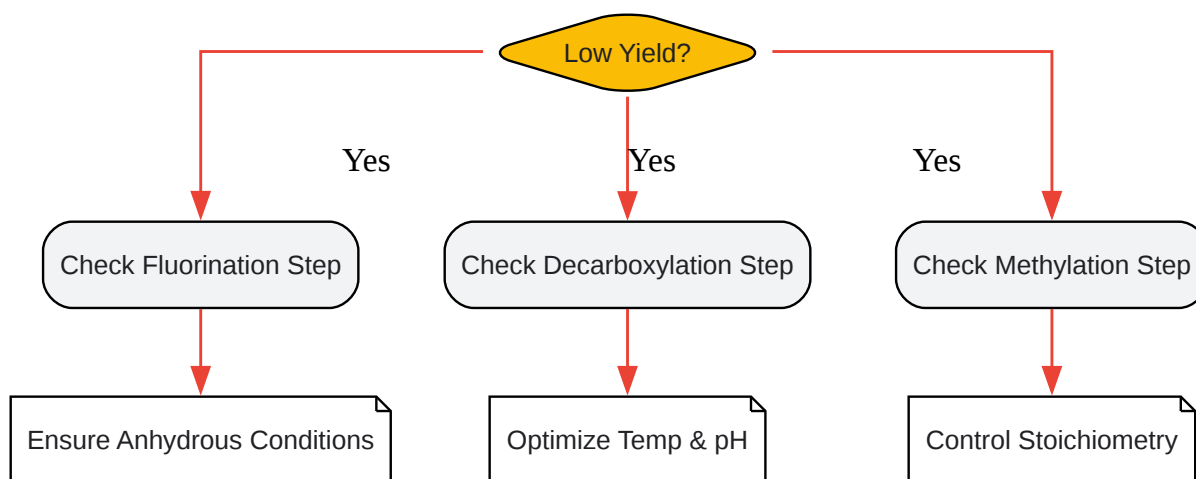 Low Yield?
Yes Yes Yes
Check Fluorination Step Check Decarboxylation Step Check Methylation Step
Ensure Anhydrous Conditions Optimize Temp & pH Control Stoichiometry